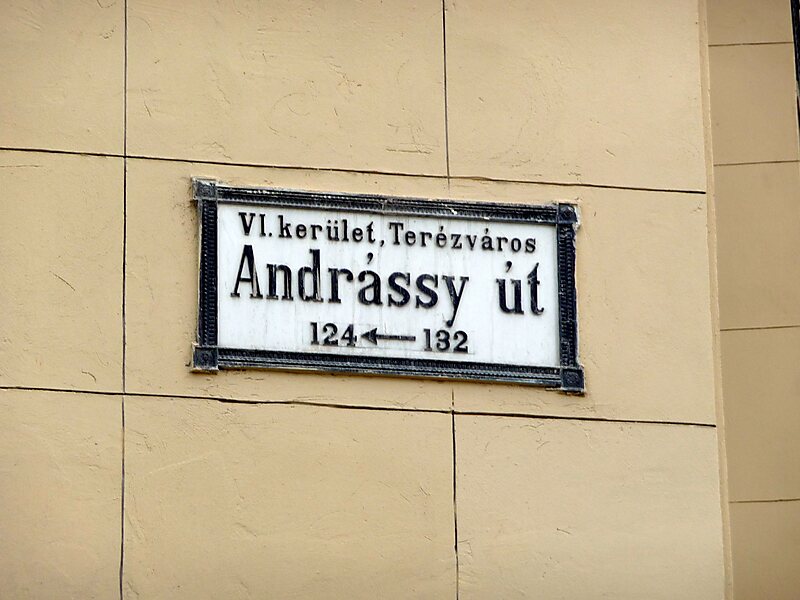 VI. kerület, Terézváros
Andrássy út
124 ← 132